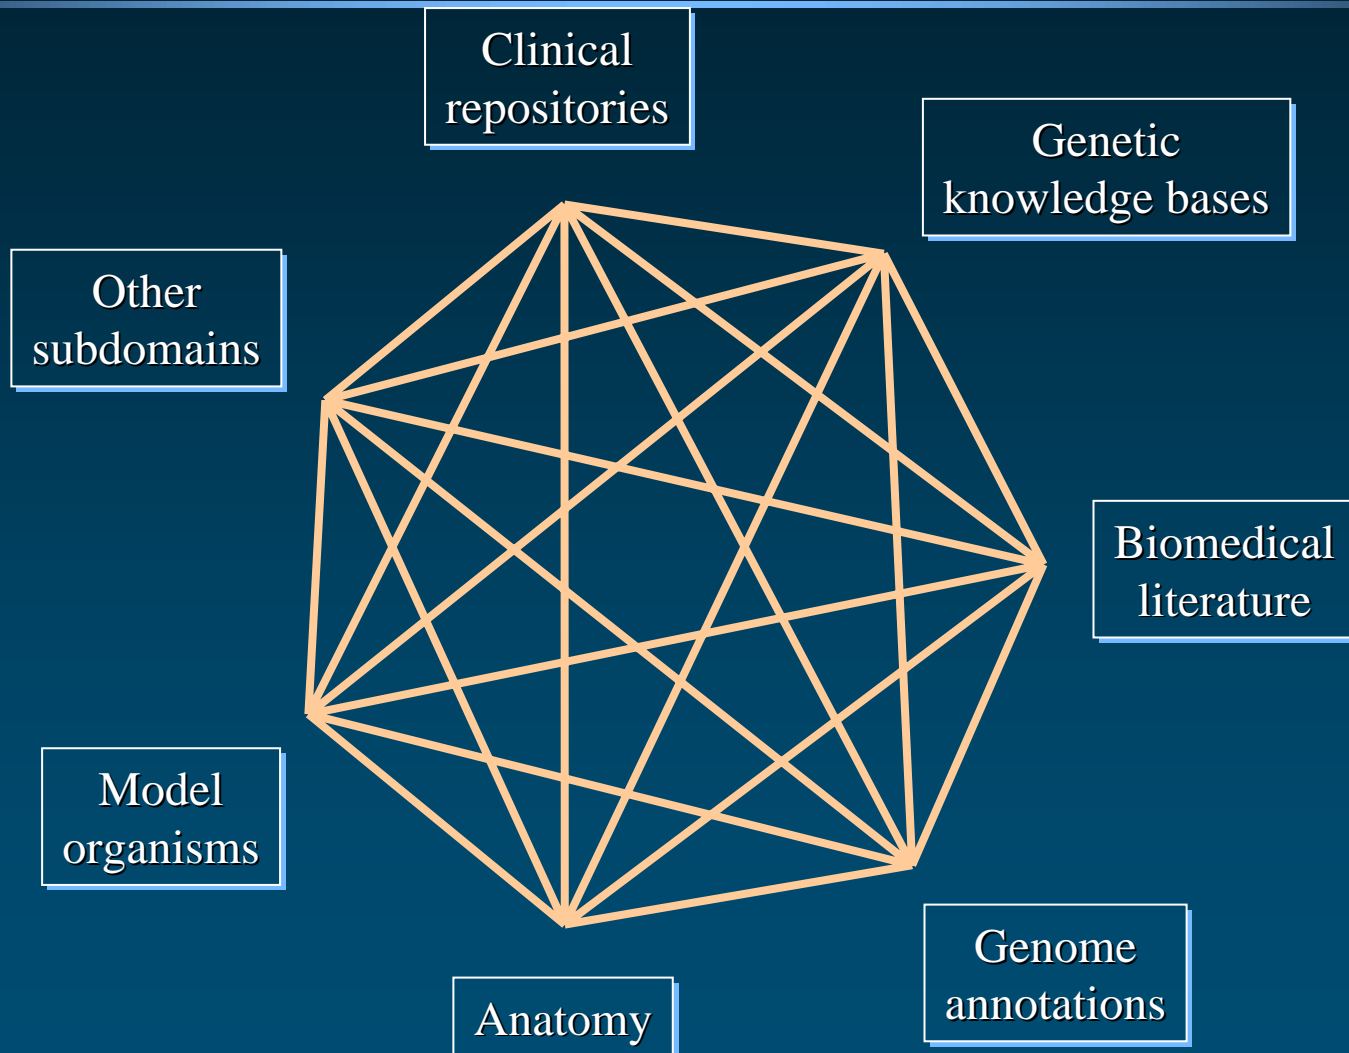 Clinical
repositories
Genetic
knowledge bases
Other
subdomains
Biomedical
literature
Model
organisms
Genome
annotations
Anatomy